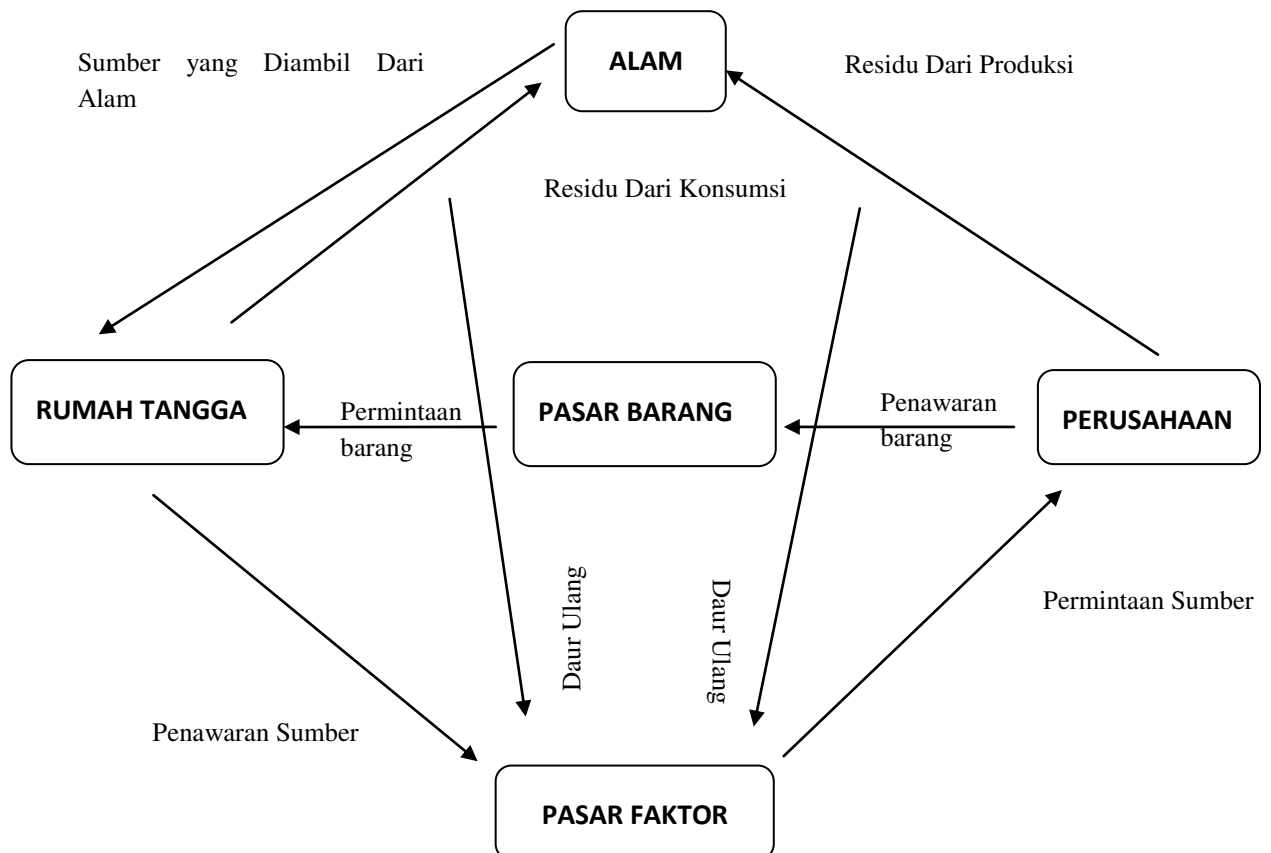 Sumber yang Diambil Dari
Alam
ALAM
Residu Dari Produksi
Residu Dari Konsumsi
RUMAH TANGGA
Permintaan
barang
PASAR BARANG
Penawaran
barang
PERUSAHAAN
Daur Ulang
Daur Ulang
Permintaan Sumber
Penawaran Sumber
PASAR FAKTOR